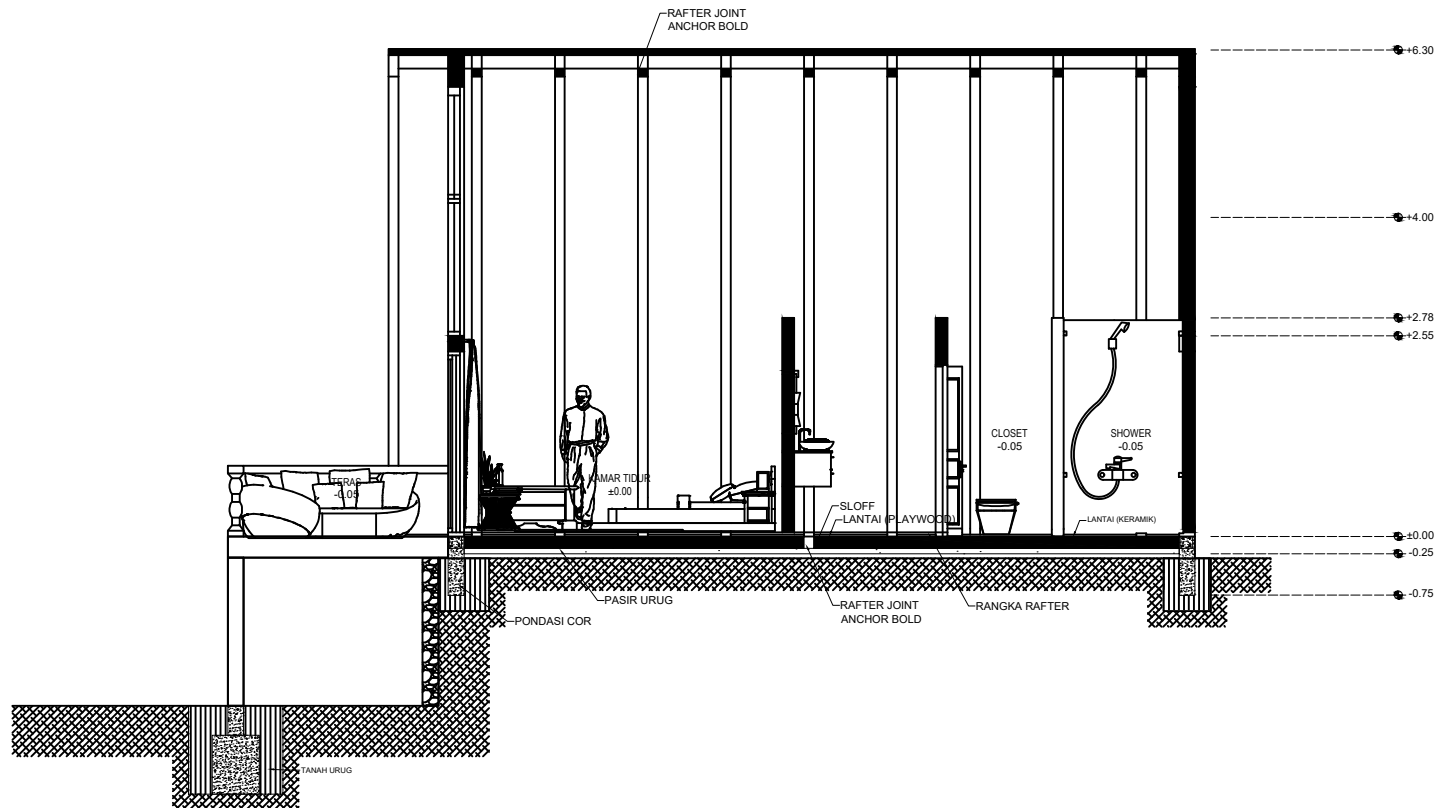 RAFTER JOINT
ANCHOR BOLD
+6.30
+4.00
+2.78
+2.55
CLOSET
-0.05
SHOWER
-0.05
TERAS
-0.05
KAMAR TIDUR
±0.00
SLOFF
LANTAI (PLAYWOOD)
LANTAI (KERAMIK)
±0.00
-0.25
-0.75
PASIR URUG
RAFTER JOINT
ANCHOR BOLD
RANGKA RAFTER
PONDASI COR
TANAH URUG